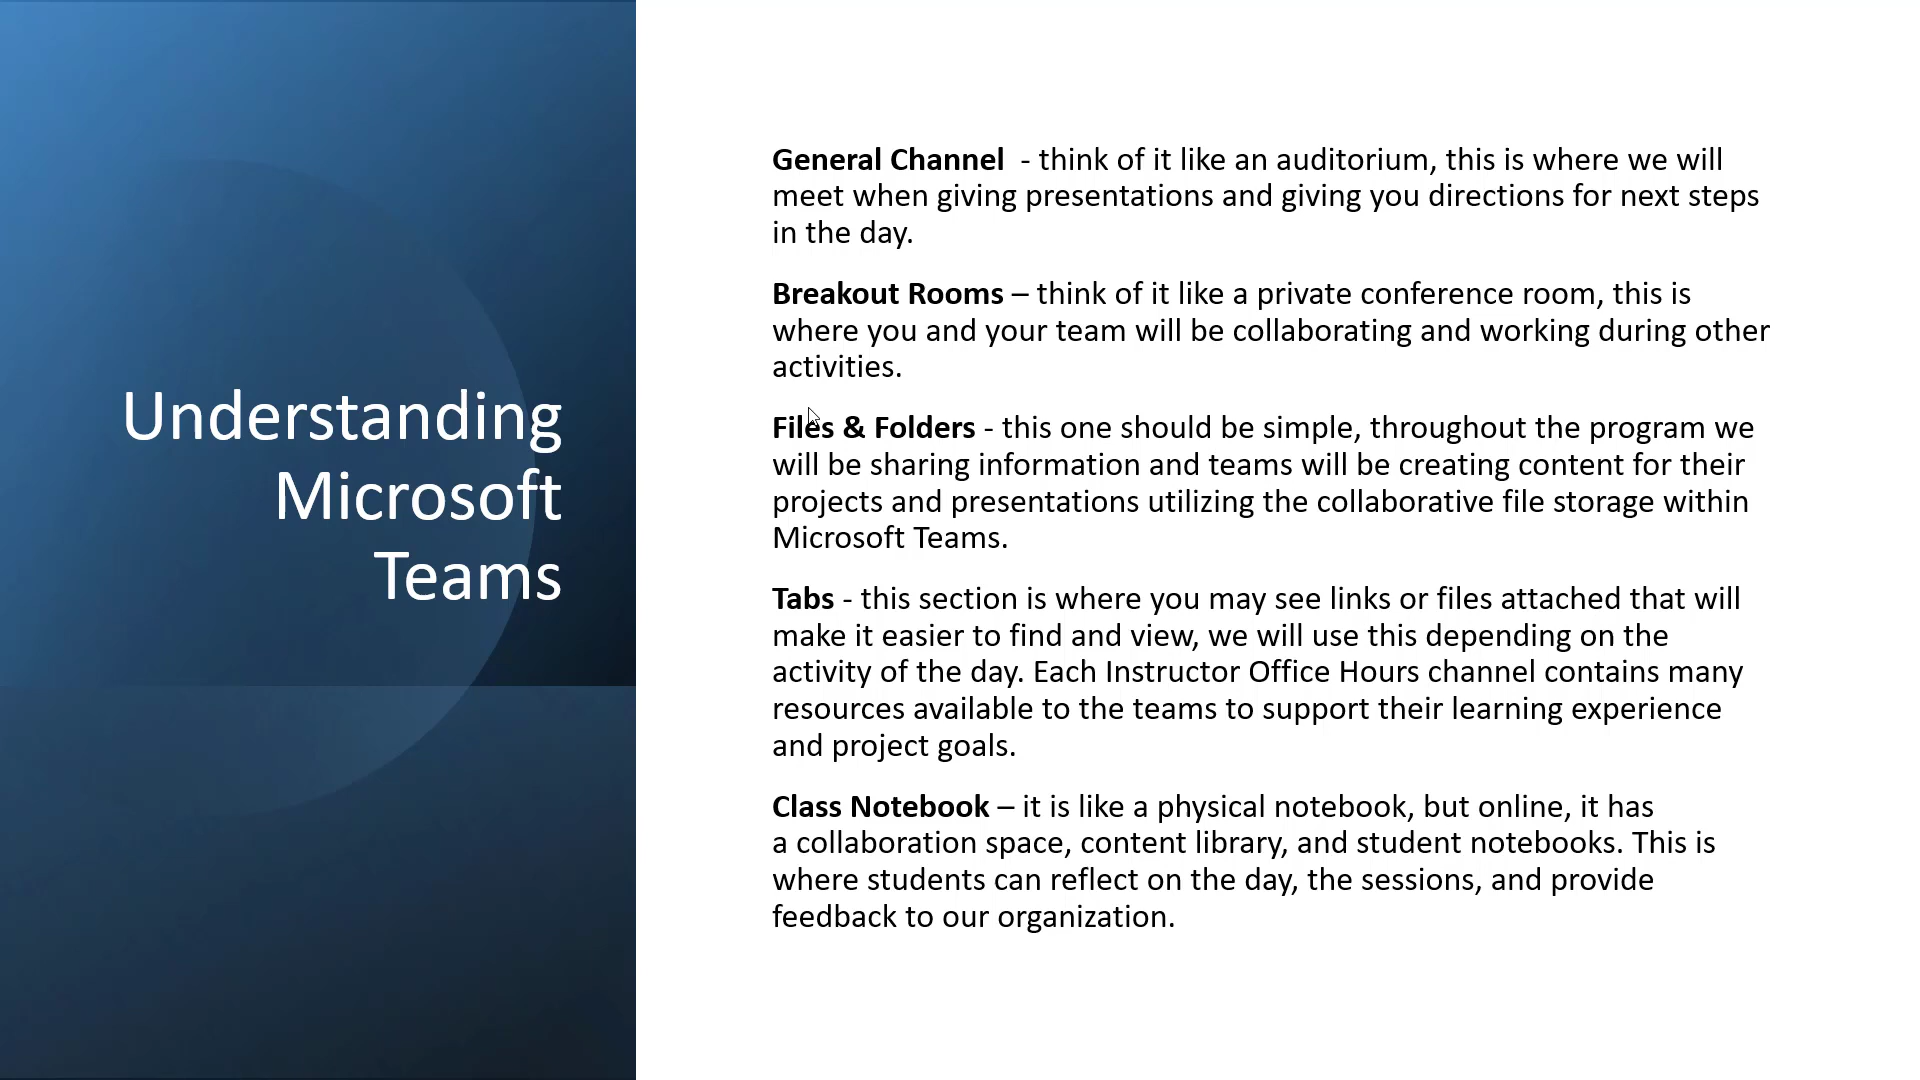 Understanding
Microsoft
Teams
General Channel  - think of it like an auditorium, this is where we will
meet when giving presentations and giving you directions for next steps
in the day.
Breakout Rooms – think of it like a private conference room, this is
where you and your team will be collaborating and working during other
activities.
Files & Folders - this one should be simple, throughout the program we
will be sharing information and teams will be creating content for their
projects and presentations utilizing the collaborative file storage within
Microsoft Teams.
Tabs - this section is where you may see links or files attached that will
make it easier to find and view, we will use this depending on the
activity of the day. Each Instructor Office Hours channel contains many
resources available to the teams to support their learning experience
and project goals.
Class Notebook – it is like a physical notebook, but online, it has
a collaboration space, content library, and student notebooks. This is
where students can reflect on the day, the sessions, and provide
feedback to our organization.